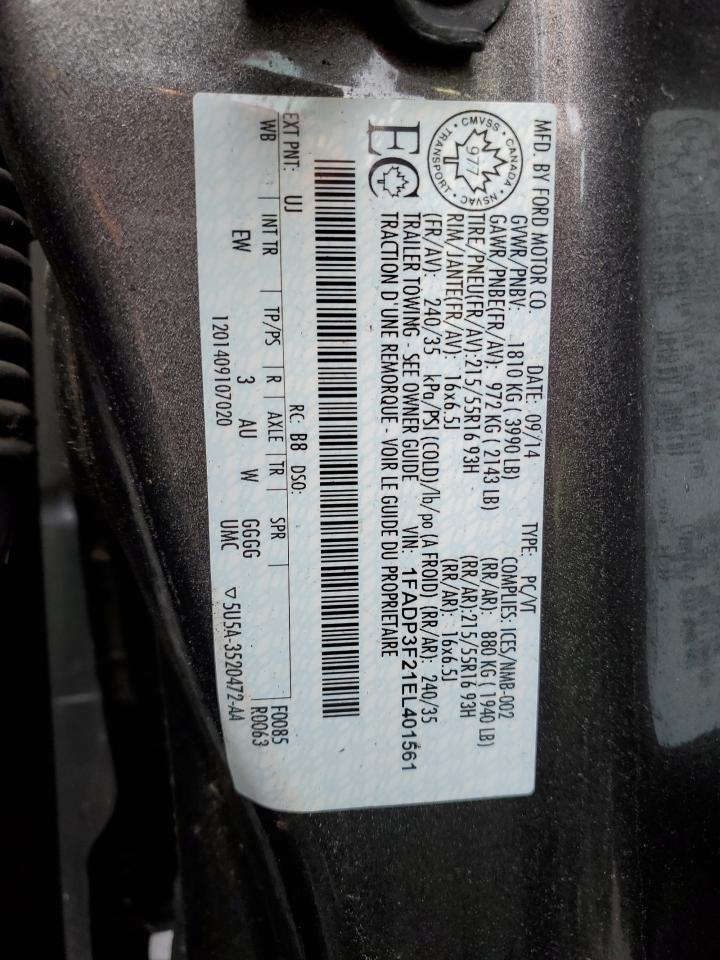 MFD. BY FORD MOTOR CO.
DATE: 09/14 TYPE: PC/VT
GVWR/PNBV: 1810 KG ( 3990 LB) COMPLIES: ICES/NMB-002
GAWR/PNBE(FR/AV): 972 KG ( 2143 LB) (RR/AR): 880 KG ( 1940 LB)
TIRE/PNEU(FR/AV):215/55R16 93H (RR/AR):215/55R16 93H
RIM/JANTE(FR/AV): 16x6.5J (RR/AR): 16x6.5J
(FR/AV): 240/35 kPa/PSI (COLD)/lb/po (A FROID) (RR/AR): 240/35
TRAILER TOWING - SEE OWNER GUIDE VIN: 1FADP3F21EL401561
TRACTION D'UNE REMORQUE - VOIR LE GUIDE DU PROPRIETAIRE
CMVSS • CANADA • NSVAC • TRANSPORT •
977
EC
EXT PNT: UJ RC: B8 DSO:
WB INT TR TP/PS R AXLE TR SPR F0085
EW 3 AU W GGGG R0063
UMC
1201409107020 ▽5U5A-3520472-AA